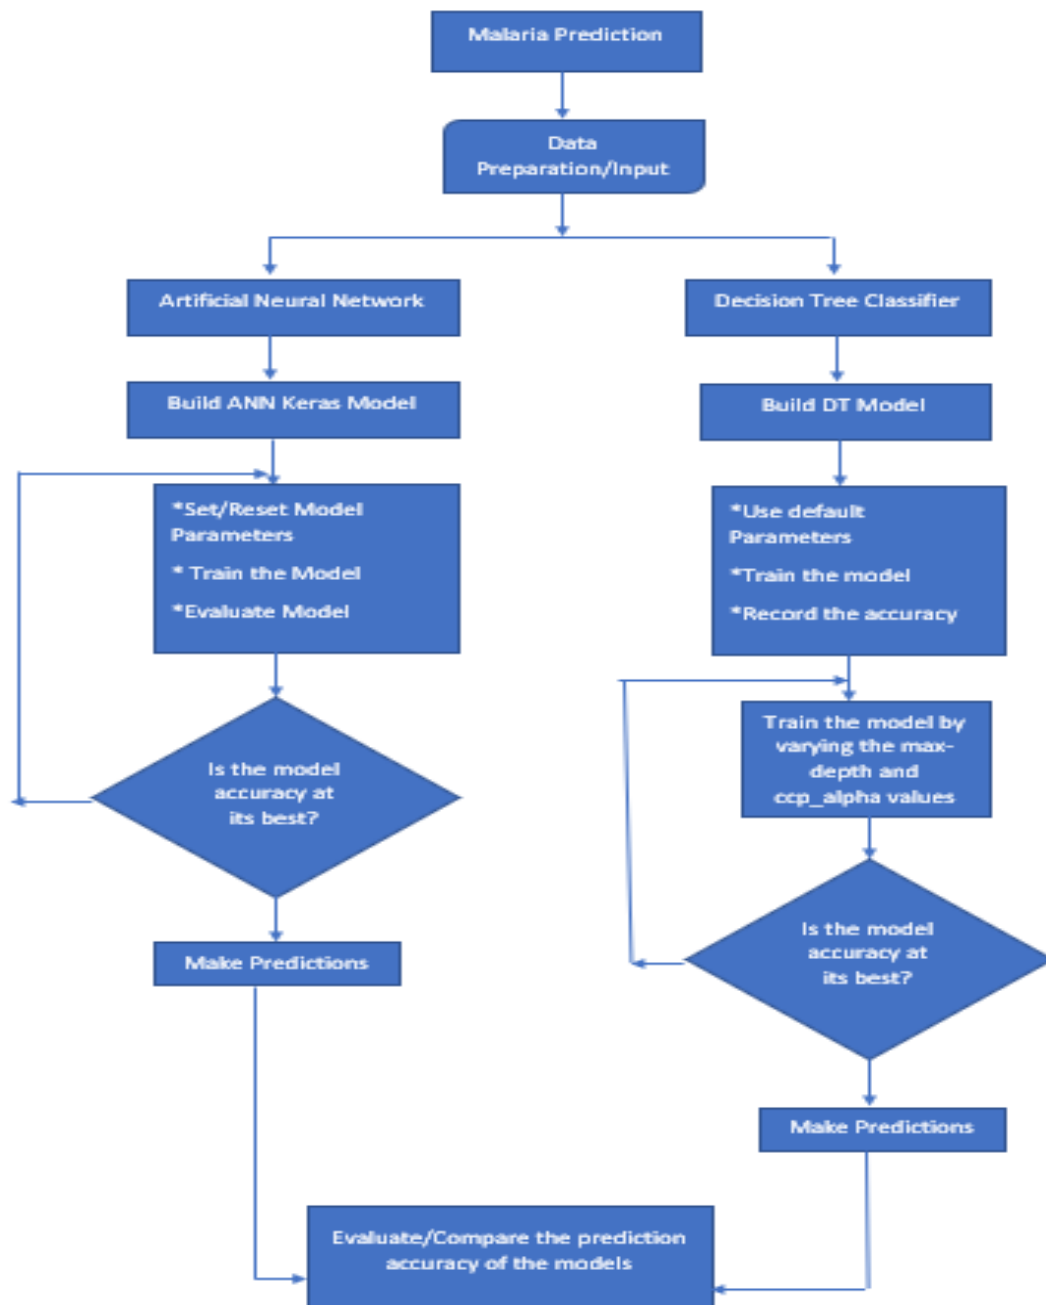 Malaria Prediction
Data
Preparation/Input
Artificial Neural Network
Decision Tree Classifier
Build ANN Keras Model
Build DT Model
*Set/Reset Model
Parameters
* Train the Model
*Evaluate Model
*Use default
Parameters
*Train the model
*Record the accuracy
Is the model
accuracy at
its best?
Train the model by
varying the max-
depth and
ccp_alpha values
Make Predictions
Is the model
accuracy at
its best?
Make Predictions
Evaluate/Compare the prediction
accuracy of the models